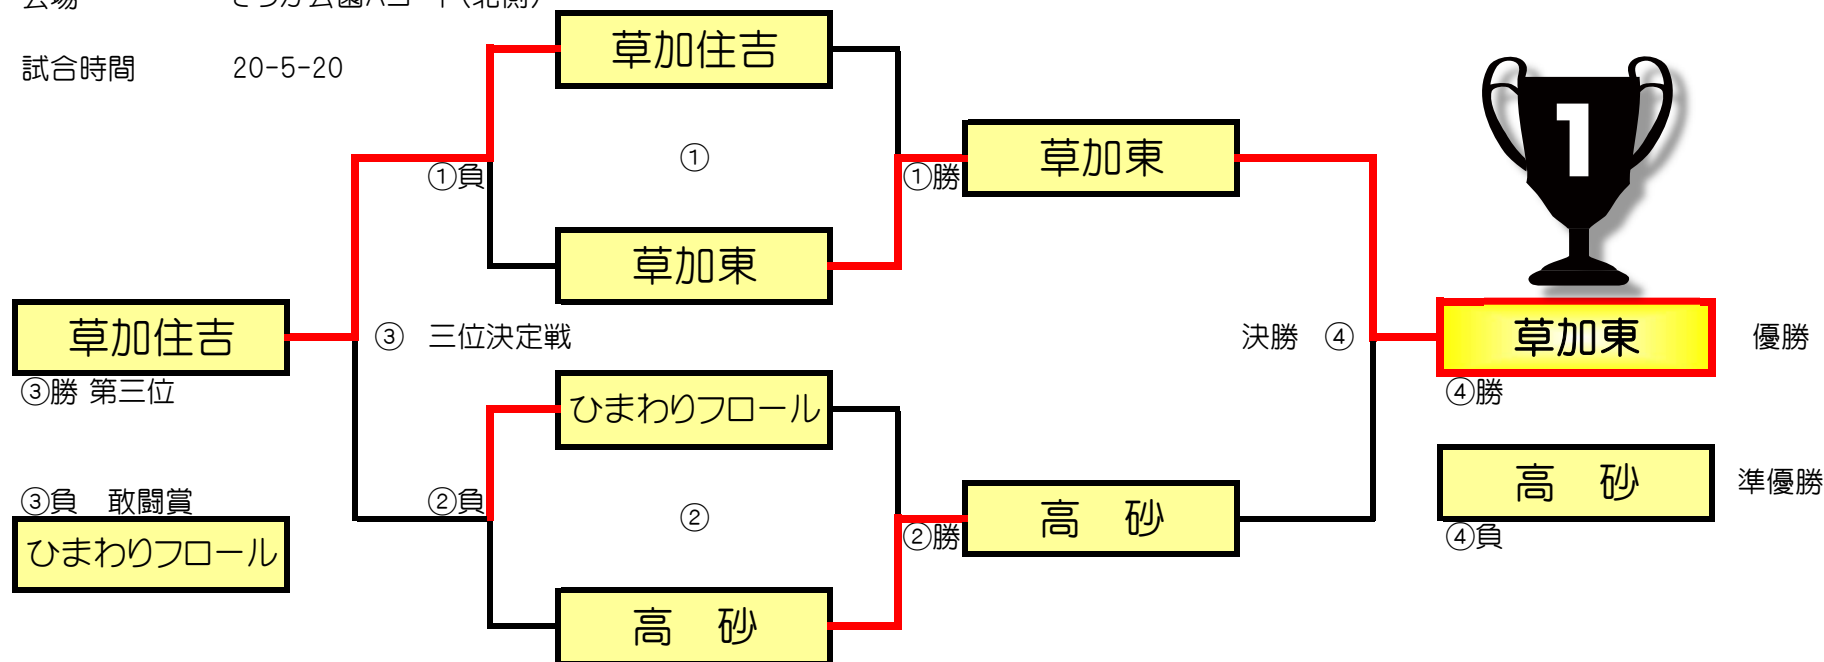 試合時間 20-5-20
草加住吉
1
①負 ① ①勝 草加東
草加東
草加住吉 ③ 三位決定戦 決勝 ④ 草加東 優勝
③勝 第三位 ④勝
ひまわりフロール
高 砂 準優勝
③負 敢闘賞 ②負 ② ②勝 高 砂 ④負
ひまわりフロール
高 砂